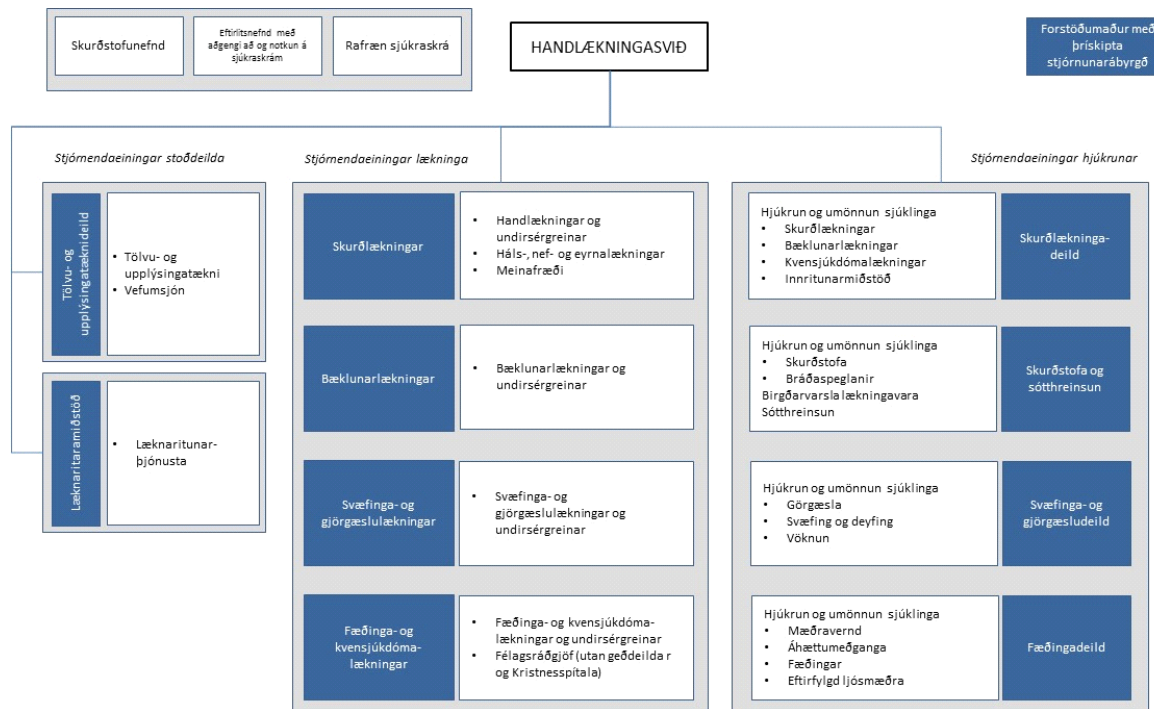 Skurðstofunefnd
Eftirlitsnefnd með
aðgengi að og notkun á
sjúkraskrám
Rafræn sjúkraskrá
HANDLÆKNINGASVIÐ
Forstöðumaður með
þrískipta
stjórnunarábyrgð
Stjórnendaeiningar stoðdeilda
Tölvu- og
upplýsingatæknideild
• Tölvu- og
upplýsingatækni
• Vefumsjón
Læknaritaramiðstöð
• Læknaritunar-
þjónusta
Stjórnendaeiningar lækninga
Skurðlækningar
• Handlækningar og
undirsérgreinar
• Háls-, nef- og eyrnalækningar
• Meinafræði
Bæklunarlækningar
• Bæklunarlækningar og
undirsérgreinar
Svæfinga- og
gjörgæslulækningar
• Svæfinga- og
gjörgæslulækningar og
undirsérgreinar
Fæðinga- og
kvensjúkdóma-
lækningar
• Fæðinga- og kvensjúkdóma-
lækningar og undirsérgreinar
• Félagsráðgjöf (utan geðdeilda r
og Kristnesspítala)
Stjórnendaeiningar hjúkrunar
Hjúkrun og umönnun sjúklinga
• Skurðlækningar
• Bæklunarlækningar
• Kvensjúkdómalækningar
• Innritunarmiðstöð
Skurðlækninga-
deild
Hjúkrun og umönnun sjúklinga
• Skurðstofa
• Bráðaspeglanir
Birgðarvarsla lækningavara
Sótthreinsun
Skurðstofa og
sótthreinsun
Hjúkrun og umönnun sjúklinga
• Görgæsla
• Svæfing og deyfing
• Vöknun
Svæfinga- og
gjörgæsludeild
Hjúkrun og umönnun sjúklinga
• Mæðravernd
• Áhættumeðganga
• Fæðingar
• Eftirfylgd ljósmæðra
Fæðingadeild